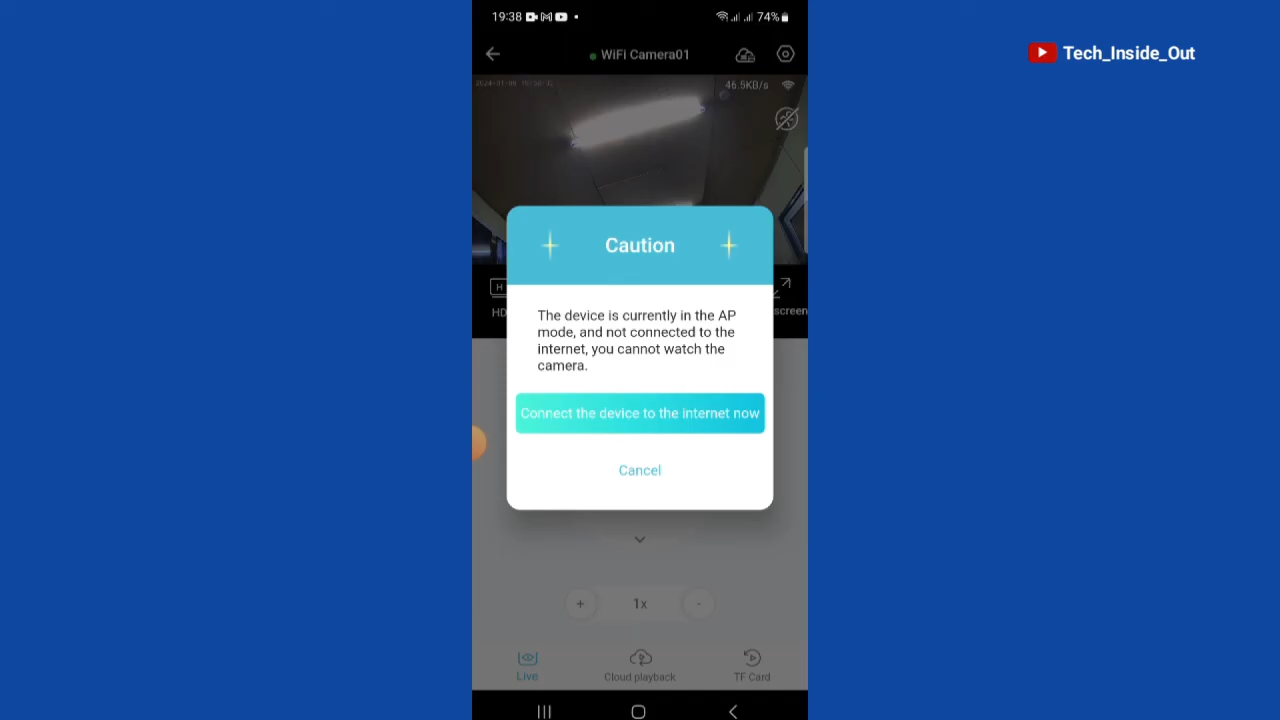 19:38
74%
Tech_Inside_Out
WiFi Camera01
46.5KB/s
Caution
H
HD
screen
The device is currently in the AP
mode, and not connected to the
internet, you cannot watch the
camera.
Connect the device to the internet now
Cancel
+
1x
-
Live
Cloud playback
TF Card